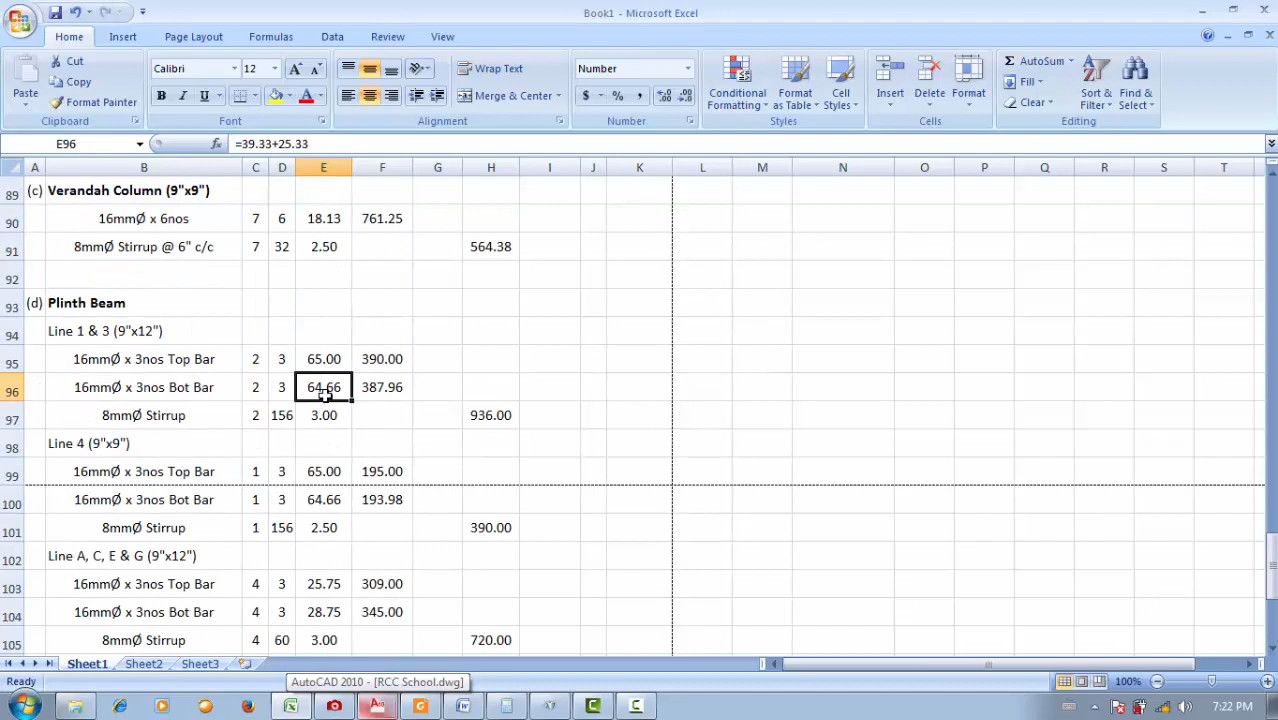 Book1 - Microsoft Excel
Home Insert Page Layout Formulas Data Review View
Cut Calibri 12 Wrap Text Number AutoSum
Copy Fill
Paste Format Painter B I U A Merge & Center $ % , Conditional Formatting Format as Table Cell Styles Insert Delete Format Clear Sort & Filter Find & Select
Clipboard Font Alignment Number Styles Cells Editing
E96 fx =39.33+25.33
A B C D E F G H I J K L M N O P Q R S T
89 (c) Verandah Column (9"x9")
90 16mmØ x 6nos 7 6 18.13 761.25
91 8mmØ Stirrup @ 6" c/c 7 32 2.50 564.38
92
93 (d) Plinth Beam
94 Line 1 & 3 (9"x12")
95 16mmØ x 3nos Top Bar 2 3 65.00 390.00
96 16mmØ x 3nos Bot Bar 2 3 64.66 387.96
97 8mmØ Stirrup 2 156 3.00 936.00
98 Line 4 (9"x9")
99 16mmØ x 3nos Top Bar 1 3 65.00 195.00
100 16mmØ x 3nos Bot Bar 1 3 64.66 193.98
101 8mmØ Stirrup 1 156 2.50 390.00
102 Line A, C, E & G (9"x12")
103 16mmØ x 3nos Top Bar 4 3 25.75 309.00
104 16mmØ x 3nos Bot Bar 4 3 28.75 345.00
105 8mmØ Stirrup 4 60 3.00 720.00
Sheet1 Sheet2 Sheet3
Ready AutoCAD 2010 - [RCC School.dwg] 100%
7:22 PM